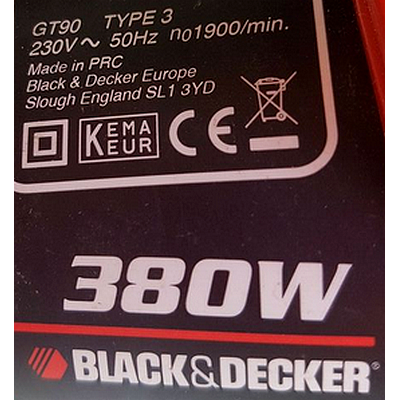 GT90 TYPE 3
230V~ 50Hz n01900/min.
Made in PRC
Black & Decker Europe
Slough England SL1 3YD
KEMA
KEUR
CE
380W
BLACK&DECKER®